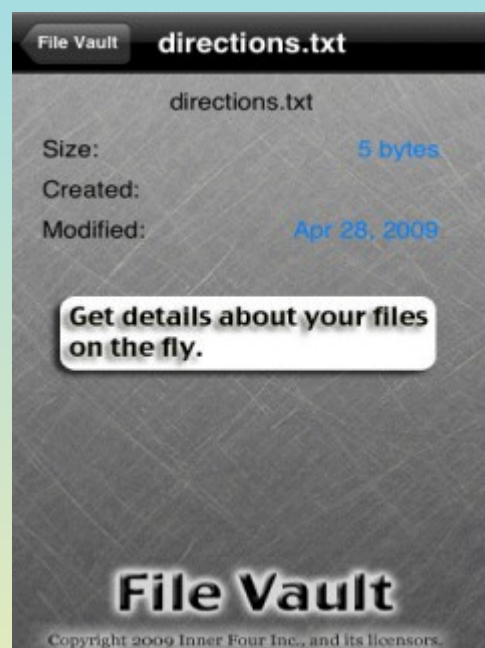 File Vault directions.txt
directions.txt
Size: 5 bytes
Created:
Modified: Apr 28, 2009
Get details about your files
on the fly.
File Vault
Copyright 2009 Inner Four Inc., and its licensors.